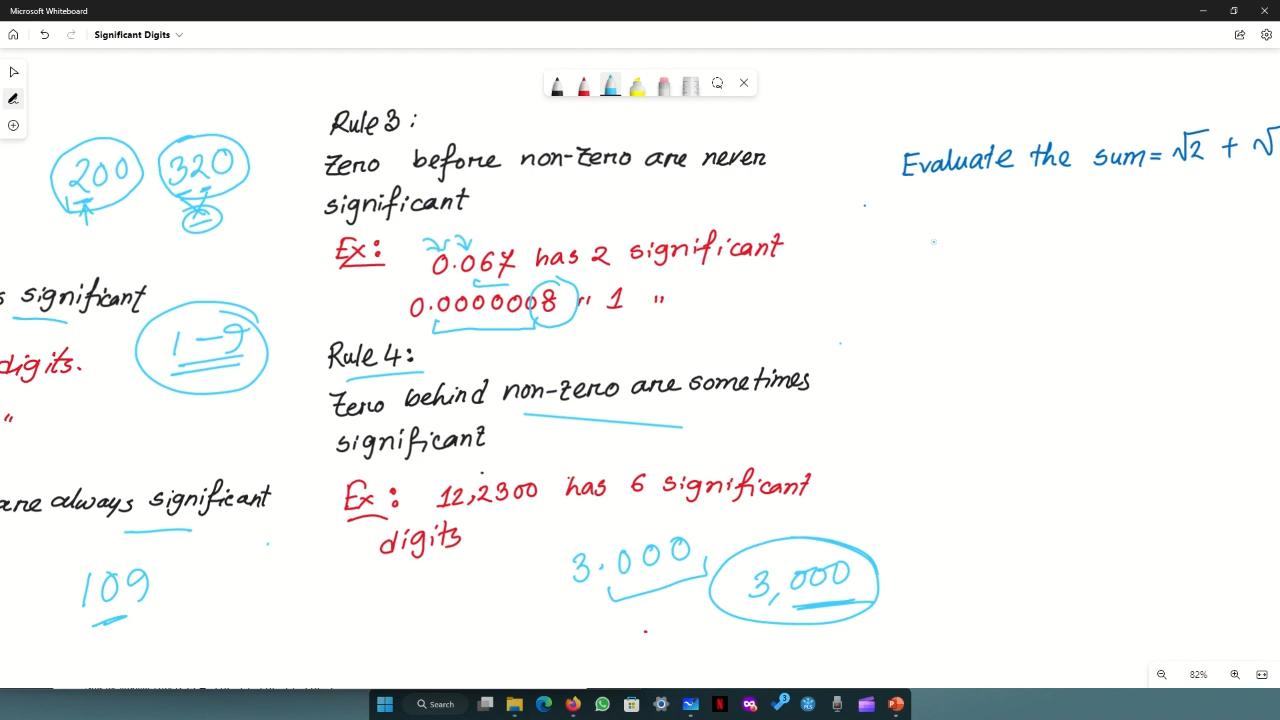 Microsoft Whiteboard
Significant Digits
200 320
s significant
1-9
digits.
"
are always significant
109
Rule 3:
Zero before non-Zero are never
significant
Ex: 0.067 has 2 significant
0.0000008 " 1 "
Rule 4:
Zero behind non-Zero are sometimes
significant
Ex: 12,2300 has 6 significant
digits
3.000 3,000
Evaluate the sum = √2 + √
82%
Search
3